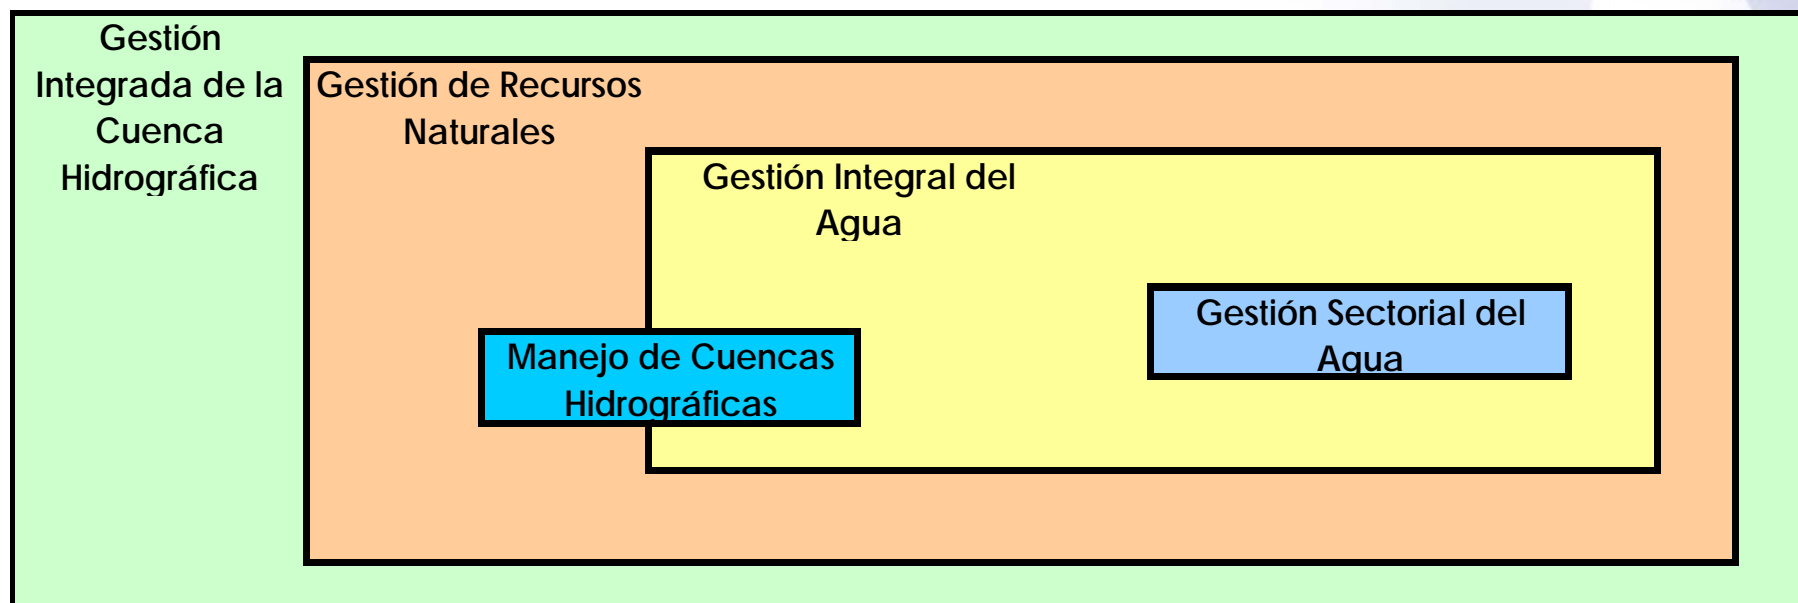 Gestión
Integrada de la
Cuenca
Hidrográfica
Gestión de Recursos
Naturales
Gestión Integral del
Agua
Gestión Sectorial del
Agua
Manejo de Cuencas
Hidrográficas